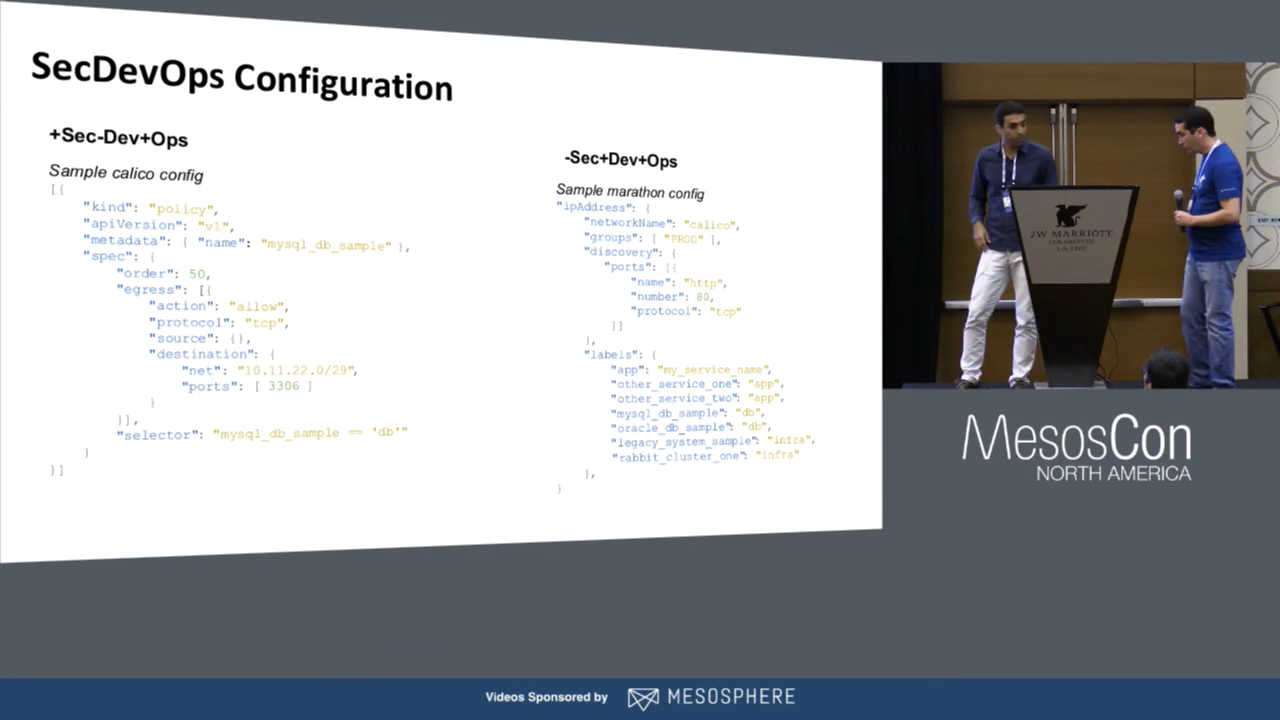 SecDevOps Configuration
+Sec-Dev+Ops
Sample calico config
[{
"kind": "policy",
"apiVersion": "v1",
"metadata": { "name": "mysql_db_sample" },
"spec": {
"order": 50,
"egress": [{
"action": "allow",
"protocol": "tcp",
"source": {},
"destination": {
"net": "10.11.22.0/29",
"ports": [ 3306 ]
}
}],
"selector": "mysql_db_sample == 'db'"
}
}]
-Sec+Dev+Ops
Sample marathon config
"ipAddress": {
"networkName": "calico",
"groups": [ "PROD" ],
"discovery": {
"ports": [{
"name": "http",
"number": 80,
"protocol": "tcp"
}]
},
"labels": {
"app": "my_service_name",
"other_service_one": "app",
"other_service_two": "app",
"mysql_db_sample": "db",
"oracle_db_sample": "db",
"legacy_system_sample": "infra",
"rabbit_cluster_one": "infra"
},
}
JW MARRIOTT
LOS ANGELES
L.A. LIVE
MesosCon
NORTH AMERICA
Videos Sponsored by
MESOSPHERE